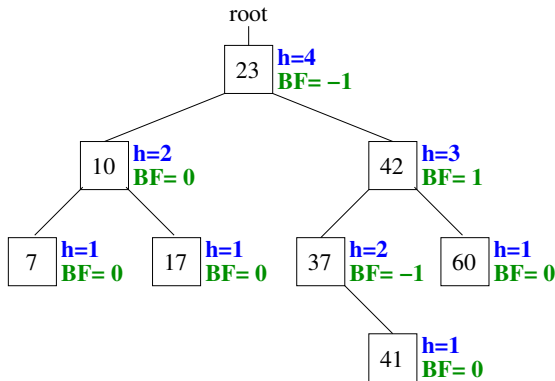 root
23
h=4
BF= −1
10
h=2
BF= 0
42
h=3
BF= 1
7
h=1
BF= 0
17
h=1
BF= 0
37
h=2
BF= −1
60
h=1
BF= 0
41
h=1
BF= 0